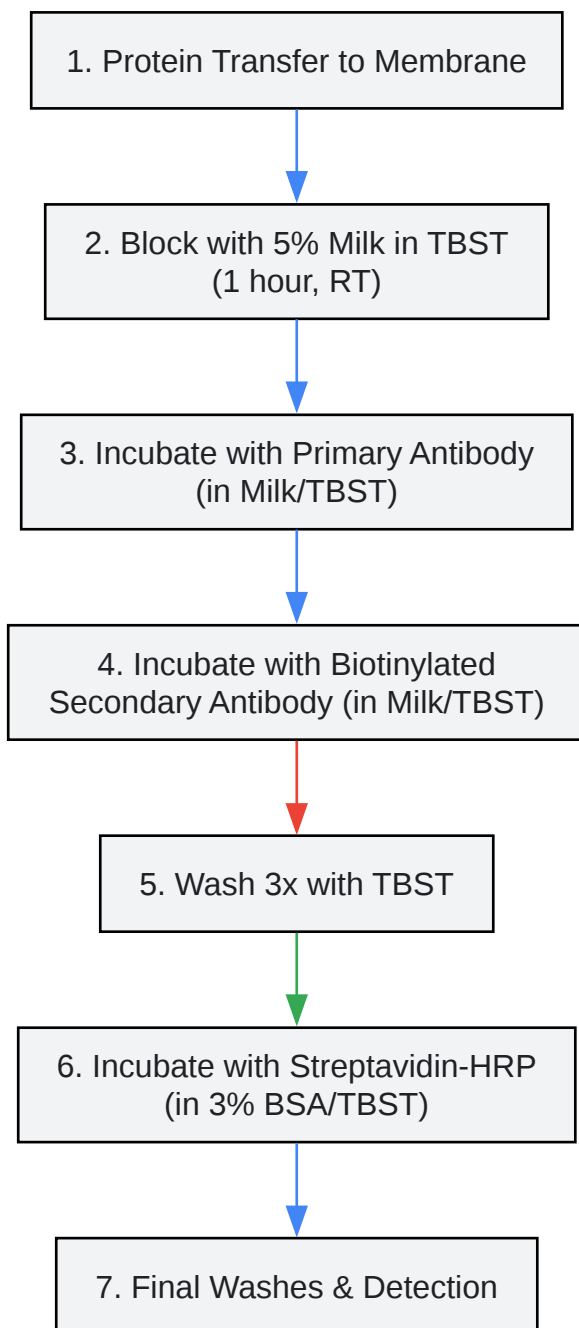 1. Protein Transfer to Membrane
2. Block with 5% Milk in TBST
(1 hour, RT)
3. Incubate with Primary Antibody
(in Milk/TBST)
4. Incubate with Biotinylated
Secondary Antibody (in Milk/TBST)
5. Wash 3x with TBST
6. Incubate with Streptavidin-HRP
(in 3% BSA/TBST)
7. Final Washes & Detection